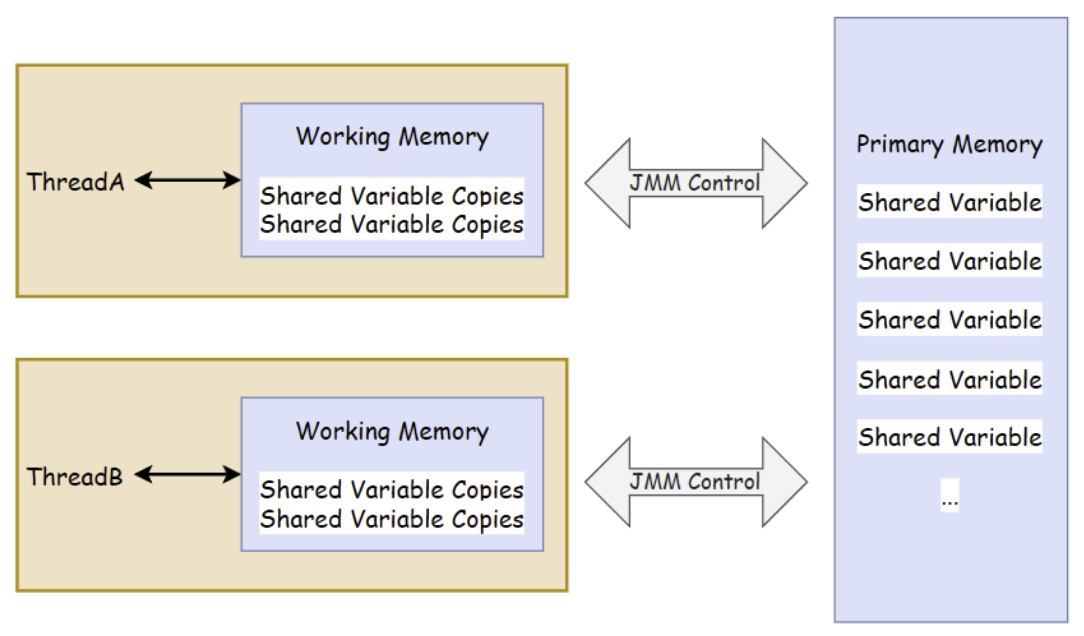 ThreadA
Working Memory
Shared Variable Copies
Shared Variable Copies
JMM Control
ThreadB
Working Memory
Shared Variable Copies
Shared Variable Copies
JMM Control
Primary Memory
Shared Variable
Shared Variable
Shared Variable
Shared Variable
Shared Variable
...